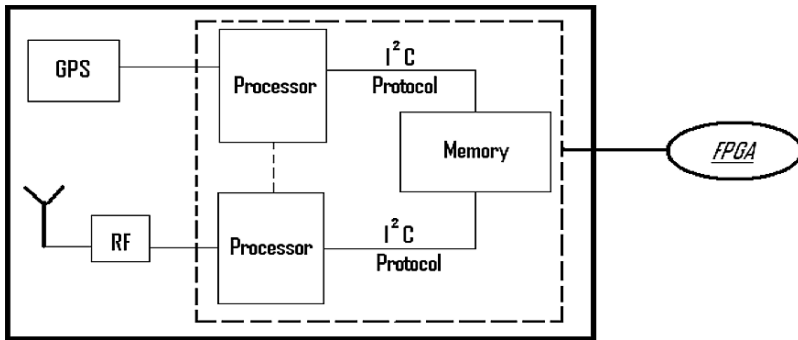 GPS
Processor
I²C
Protocol
Memory
FPGA
RF
Processor
I²C
Protocol